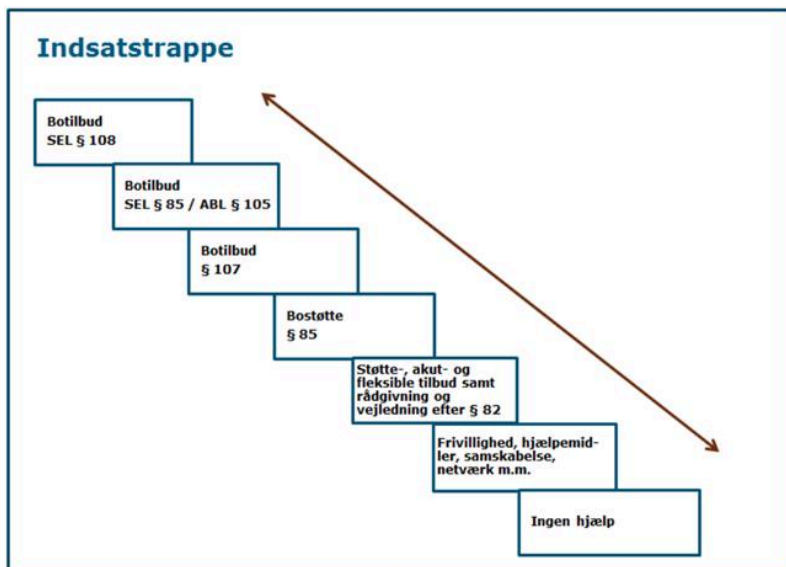 Indsatstrappe
Botilbud
SEL § 108
Botilbud
SEL § 85 / ABL § 105
Botilbud
§ 107
Bostøtte
§ 85
Støtte-, akut- og
fleksible tilbud samt
rådgivning og
vejledning efter § 82
Frivillighed, hjælpemid-
ler, samskabelse,
netværk m.m.
Ingen hjælp